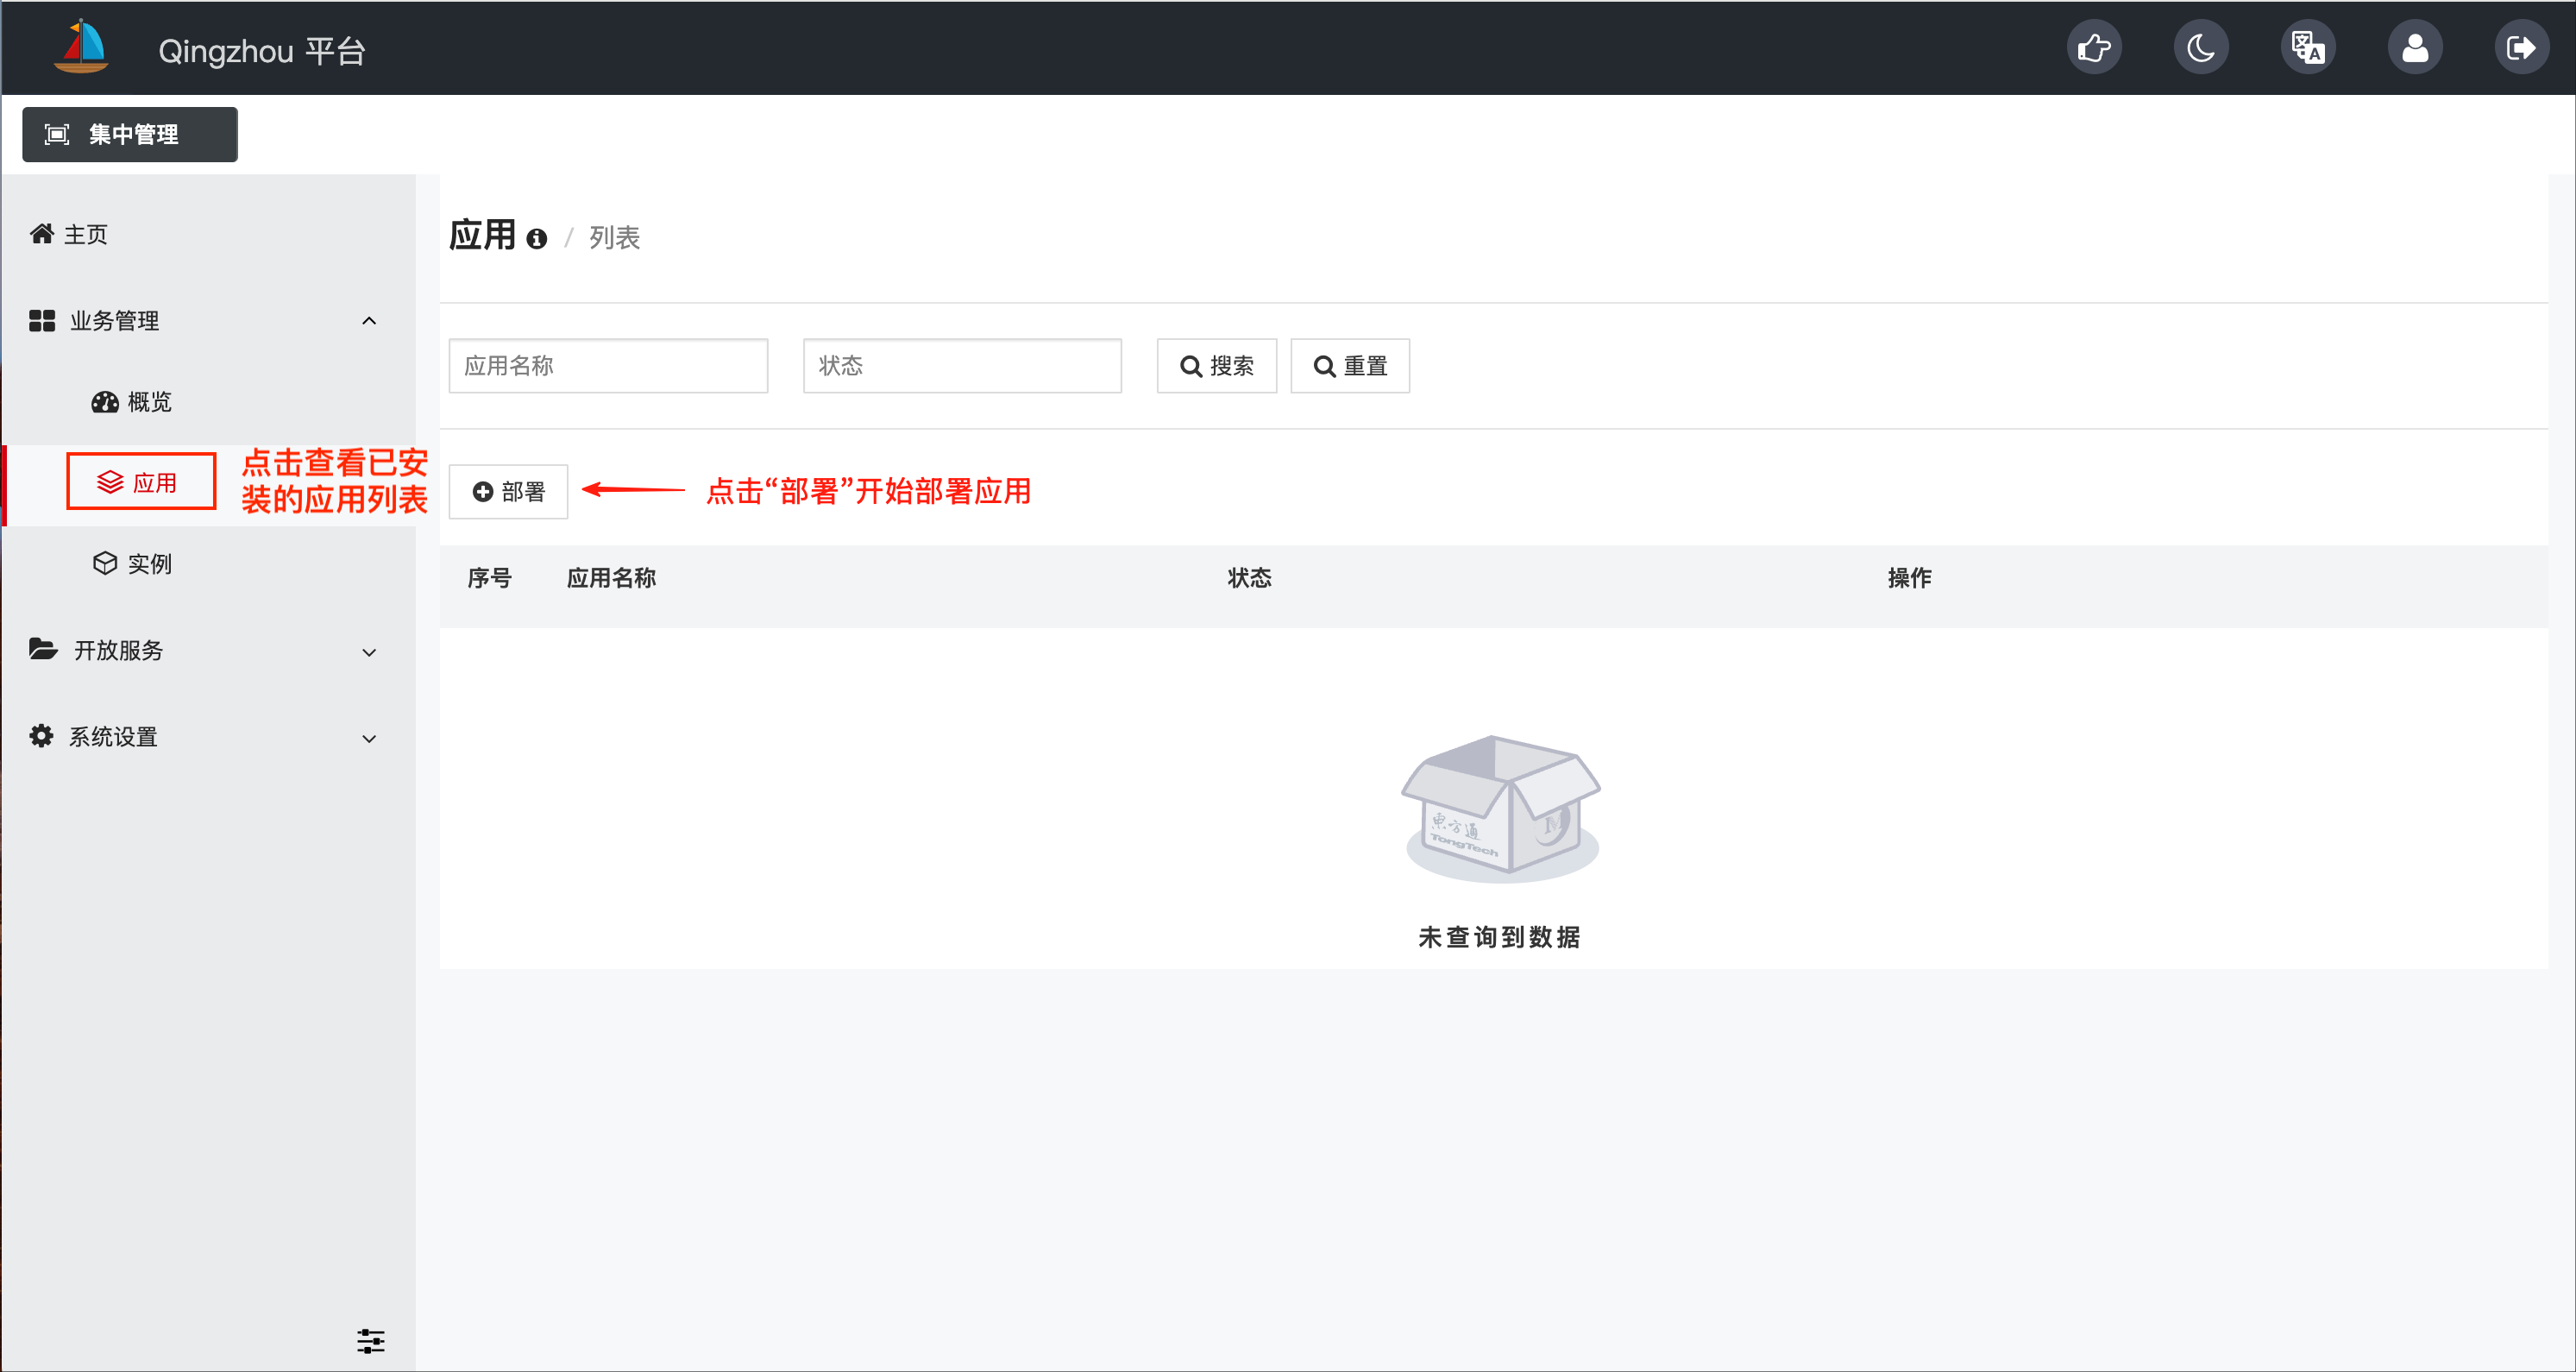 Qingzhou 平台
集中管理
主页
业务管理
概览
应用
点击查看已安
装的应用列表
实例
开放服务
系统设置
应用 / 列表
应用名称 状态 搜索 重置
部署 点击“部署”开始部署应用
序号 应用名称 状态 操作
東方通
TongTech
未查询到数据